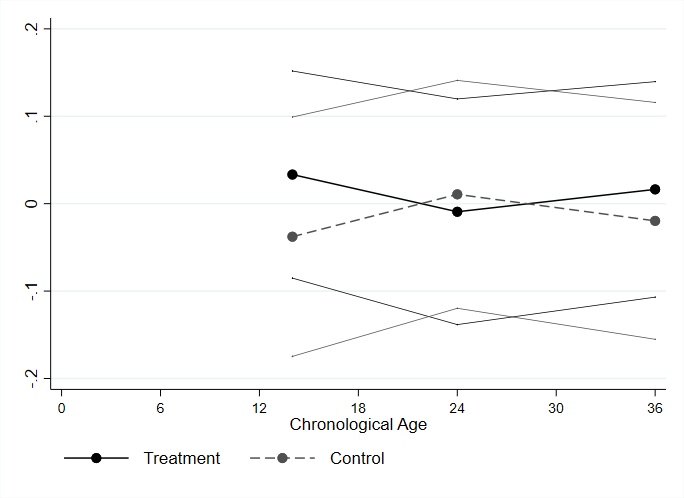 .2
.1
0
-.1
-.2
0 6 12 18 24 30 36
Chronological Age
Treatment Control